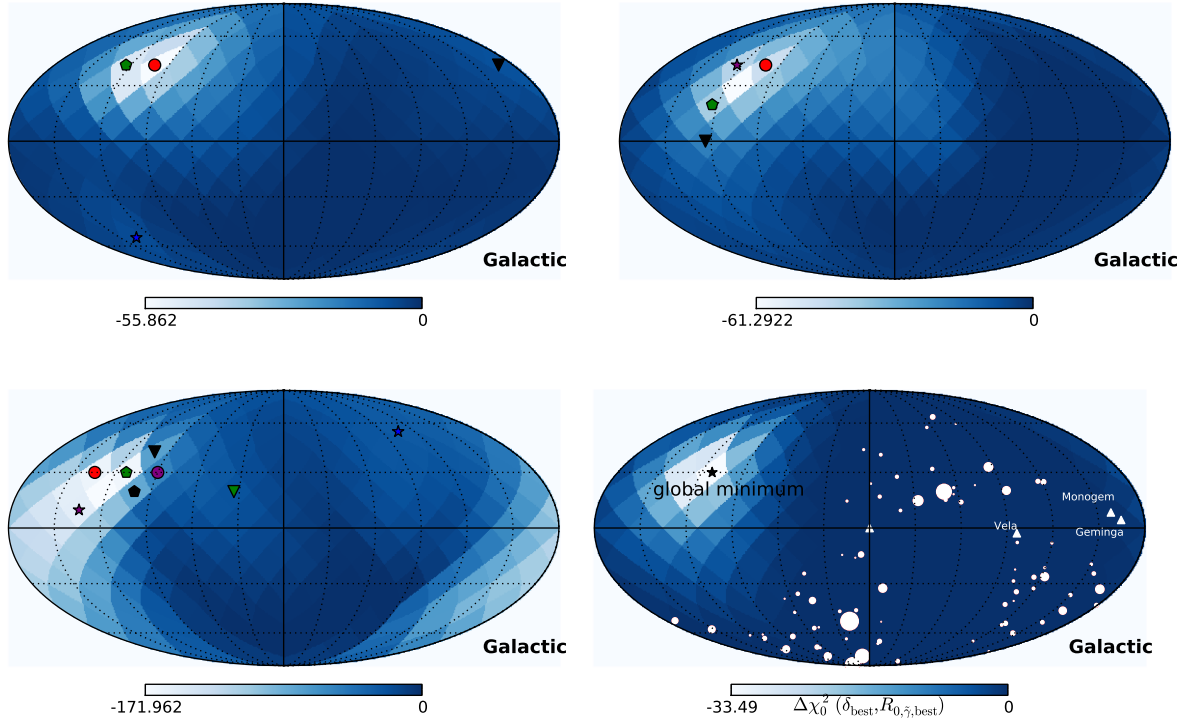 Galactic
-55.862 0
Galactic
-61.2922 0
Galactic
-171.962 0
global minimum
Monogem
Vela
Geminga
Galactic
-33.49 Δχ₀² (δ_best, R_0,γ̃,best) 0